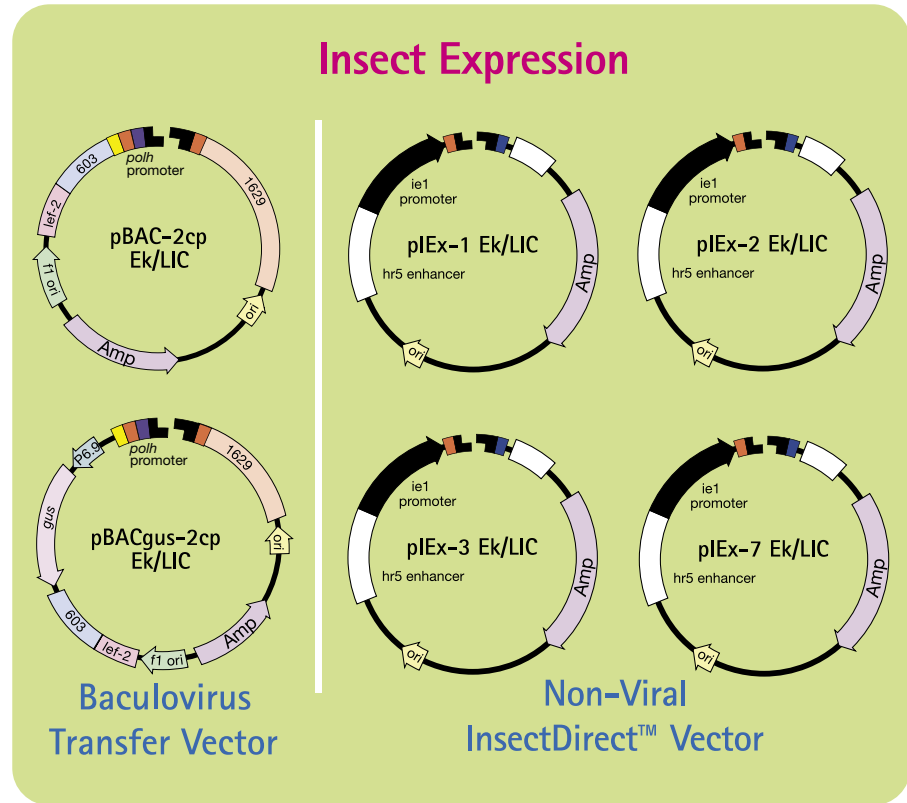 Insect Expression
603
polh
promoter
1629
lef-2
pBAC-2cp
Ek/LIC
f1 ori
ori
Amp
P6.9
polh
promoter
1629
gus
pBACgus-2cp
Ek/LIC
ori
603
lef-2
f1 ori
Amp
Baculovirus
Transfer Vector
ie1
promoter
pIEx-1 Ek/LIC
hr5 enhancer
Amp
ori
ie1
promoter
pIEx-2 Ek/LIC
hr5 enhancer
Amp
ori
ie1
promoter
pIEx-3 Ek/LIC
hr5 enhancer
Amp
ori
ie1
promoter
pIEx-7 Ek/LIC
hr5 enhancer
Amp
ori
Non-Viral
InsectDirect™ Vector